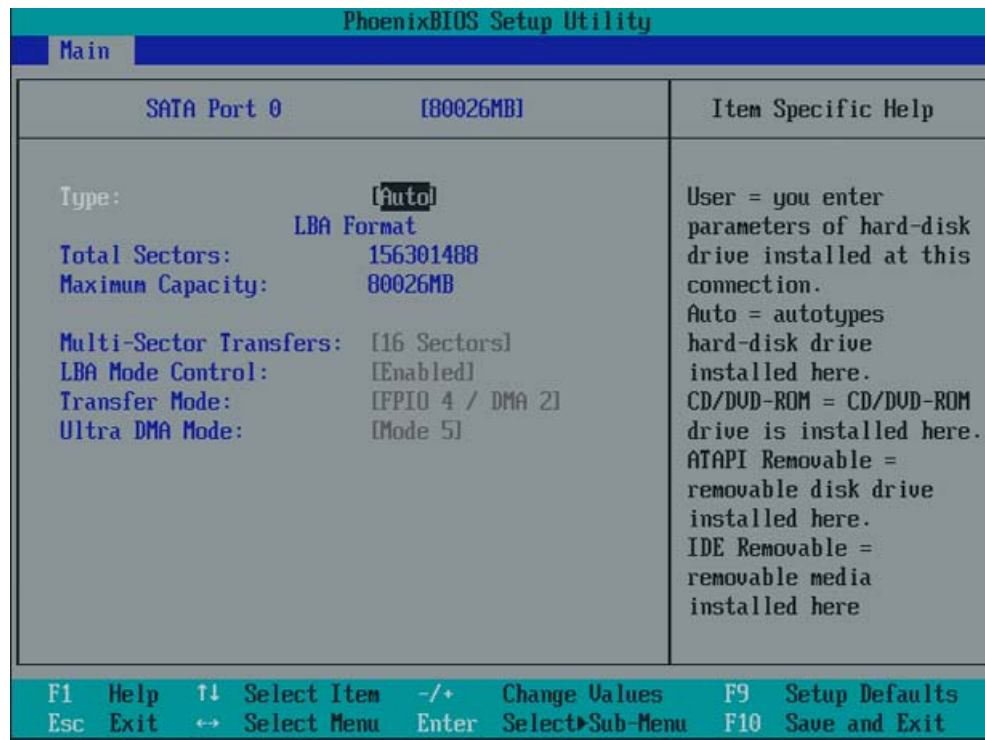 PhoenixBIOS Setup Utility
Main
SATA Port 0 [80026MB]
Item Specific Help
Type: [Auto]
LBA Format
Total Sectors: 156301488
Maximum Capacity: 80026MB
Multi-Sector Transfers: [16 Sectors]
LBA Mode Control: [Enabled]
Transfer Mode: [FPIO 4 / DMA 2]
Ultra DMA Mode: [Mode 5]
User = you enter
parameters of hard-disk
drive installed at this
connection.
Auto = autotypes
hard-disk drive
installed here.
CD/DVD-ROM = CD/DVD-ROM
drive is installed here.
ATAPI Removable =
removable disk drive
installed here.
IDE Removable =
removable media
installed here
F1 Help ↑↓ Select Item -/+ Change Values F9 Setup Defaults
Esc Exit ↔ Select Menu Enter Select▶Sub-Menu F10 Save and Exit